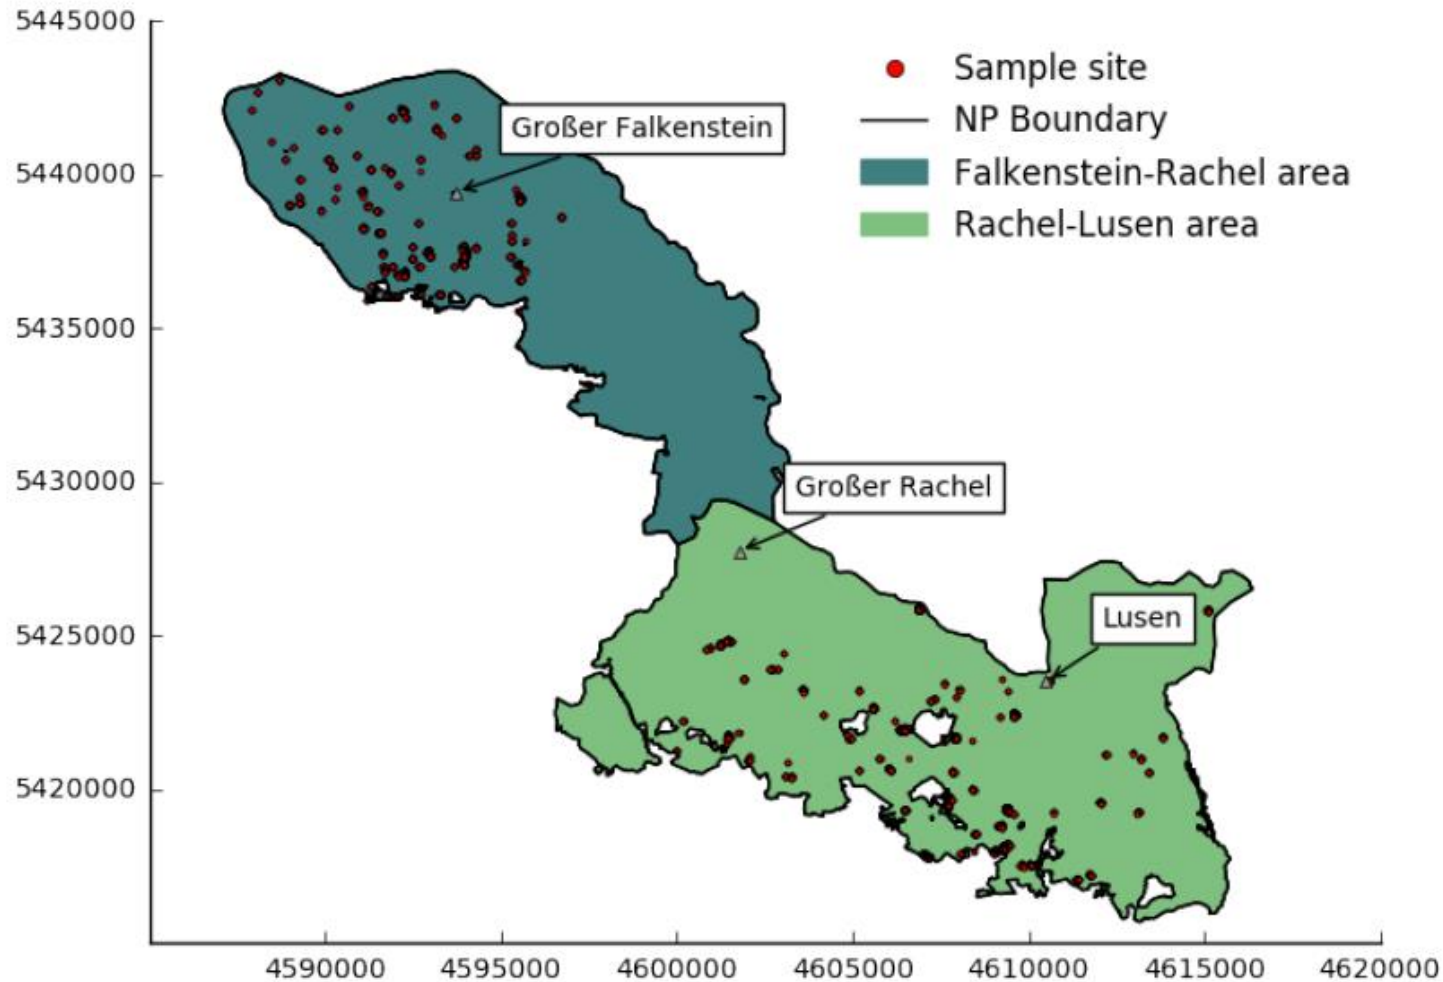 5445000
5440000
5435000
5430000
5425000
5420000
Sample site
NP Boundary
Falkenstein-Rachel area
Rachel-Lusen area
Großer Falkenstein
Großer Rachel
Lusen
4590000 4595000 4600000 4605000 4610000 4615000 4620000